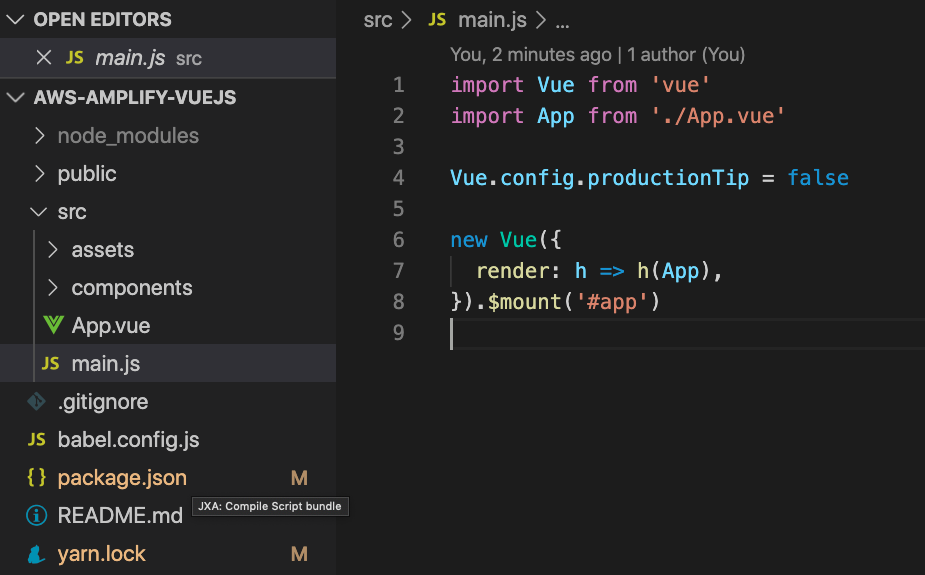 OPEN EDITORS
JS main.js src
AWS-AMPLIFY-VUEJS
node_modules
public
src
assets
components
App.vue
JS main.js
.gitignore
JS babel.config.js
{ } package.json M
JXA: Compile Script bundle
README.md
yarn.lock M
src > JS main.js > ...
You, 2 minutes ago | 1 author (You)
1 import Vue from 'vue'
2 import App from './App.vue'
3
4 Vue.config.productionTip = false
5
6 new Vue({
7 render: h => h(App),
8 }).$mount('#app')
9